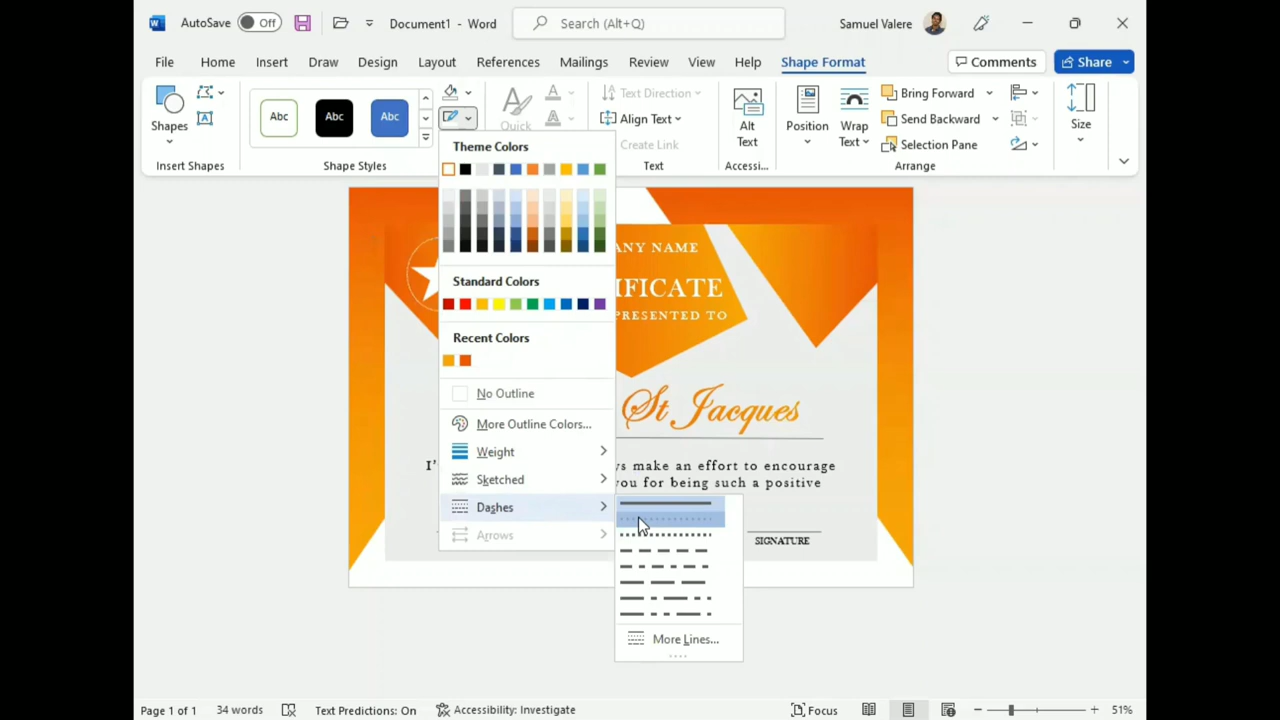 AutoSave Off Document1 - Word Search (Alt+Q) Samuel Valere
File Home Insert Draw Design Layout References Mailings Review View Help Shape Format Comments Share
Shapes
Abc Abc Abc
Quick
Text Direction
Align Text
Create Link
Alt Text
Position
Wrap Text
Bring Forward
Send Backward
Selection Pane
Size
Insert Shapes Shape Styles Text Accessi... Arrange
Theme Colors
Standard Colors
Recent Colors
No Outline
More Outline Colors...
Weight
Sketched
Dashes
Arrows
More Lines...
ANY NAME
IFICATE
PRESENTED TO
St Jacques
I'
ys make an effort to encourage
you for being such a positive
SIGNATURE
Page 1 of 1 34 words Text Predictions: On Accessibility: Investigate Focus 51%